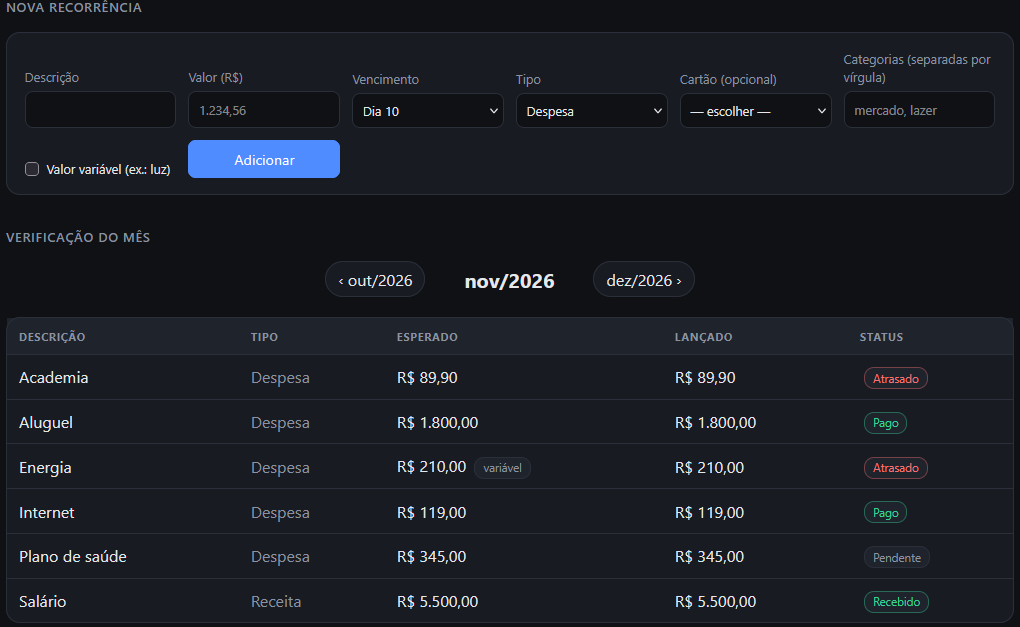 NOVA RECORRÊNCIA
Descrição
Valor (R$)
1.234,56
Vencimento
Dia 10
Tipo
Despesa
Cartão (opcional)
— escolher —
Categorias (separadas por
vírgula)
mercado, lazer
Valor variável (ex.: luz)
Adicionar
VERIFICAÇÃO DO MÊS
‹ out/2026 nov/2026 dez/2026 ›
DESCRIÇÃO TIPO ESPERADO LANÇADO STATUS
Academia Despesa R$ 89,90 R$ 89,90 Atrasado
Aluguel Despesa R$ 1.800,00 R$ 1.800,00 Pago
Energia Despesa R$ 210,00 variável R$ 210,00 Atrasado
Internet Despesa R$ 119,00 R$ 119,00 Pago
Plano de saúde Despesa R$ 345,00 R$ 345,00 Pendente
Salário Receita R$ 5.500,00 R$ 5.500,00 Recebido